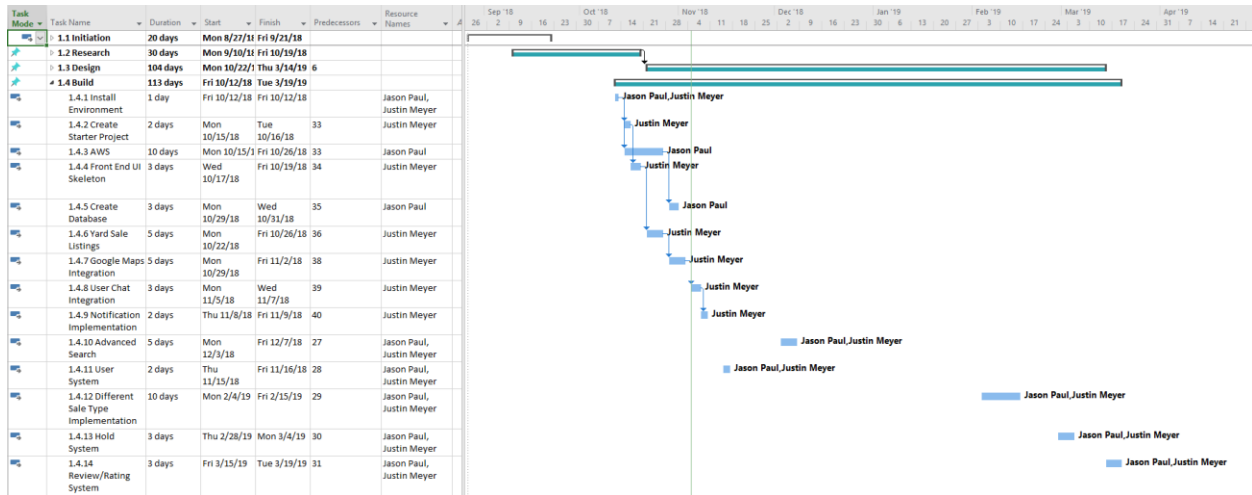 Task Mode Task Name Duration Start Finish Predecessors Resource Names
Sep '18 Oct '18 Nov '18 Dec '18 Jan '19 Feb '19 Mar '19 Apr '19
26 2 9 16 23 30 7 14 21 28 4 11 18 25 2 9 16 23 30 6 13 20 27 3 10 17 24 3 10 17 24 31 7 14 21
1.1 Initiation 20 days Mon 8/27/18 Fri 9/21/18
1.2 Research 30 days Mon 9/10/18 Fri 10/19/18
1.3 Design 104 days Mon 10/22/1 Thu 3/14/19 6
1.4 Build 113 days Fri 10/12/18 Tue 3/19/19
1.4.1 Install Environment 1 day Fri 10/12/18 Fri 10/12/18 Jason Paul, Justin Meyer Jason Paul,Justin Meyer
1.4.2 Create Starter Project 2 days Mon 10/15/18 Tue 10/16/18 33 Justin Meyer Justin Meyer
1.4.3 AWS 10 days Mon 10/15/1 Fri 10/26/18 33 Jason Paul Jason Paul
1.4.4 Front End UI Skeleton 3 days Wed 10/17/18 Fri 10/19/18 34 Justin Meyer Justin Meyer
1.4.5 Create Database 3 days Mon 10/29/18 Wed 10/31/18 35 Jason Paul Jason Paul
1.4.6 Yard Sale Listings 5 days Mon 10/22/18 Fri 10/26/18 36 Justin Meyer Justin Meyer
1.4.7 Google Maps Integration 5 days Mon 10/29/18 Fri 11/2/18 38 Justin Meyer Justin Meyer
1.4.8 User Chat Integration 3 days Mon 11/5/18 Wed 11/7/18 39 Justin Meyer Justin Meyer
1.4.9 Notification Implementation 2 days Thu 11/8/18 Fri 11/9/18 40 Justin Meyer Justin Meyer
1.4.10 Advanced Search 5 days Mon 12/3/18 Fri 12/7/18 27 Jason Paul, Justin Meyer Jason Paul,Justin Meyer
1.4.11 User System 2 days Thu 11/15/18 Fri 11/16/18 28 Jason Paul, Justin Meyer Jason Paul,Justin Meyer
1.4.12 Different Sale Type Implementation 10 days Mon 2/4/19 Fri 2/15/19 29 Jason Paul, Justin Meyer Jason Paul,Justin Meyer
1.4.13 Hold System 3 days Thu 2/28/19 Mon 3/4/19 30 Jason Paul, Justin Meyer Jason Paul,Justin Meyer
1.4.14 Review/Rating System 3 days Fri 3/15/19 Tue 3/19/19 31 Jason Paul, Justin Meyer Jason Paul,Justin Meyer